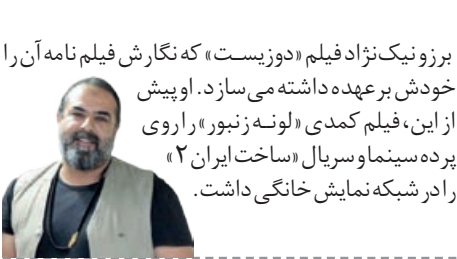 برزو نیک‌نژاد فیلم «دوزیست» که نگارش فیلم نامه آن را
خودش بر عهده داشته می‌سازد. او پیش
از این، فیلم کمدی «لونه زنبور» را روی
پرده سینما و سریال «ساخت ایران ۲»
را در شبکه نمایش خانگی داشت.